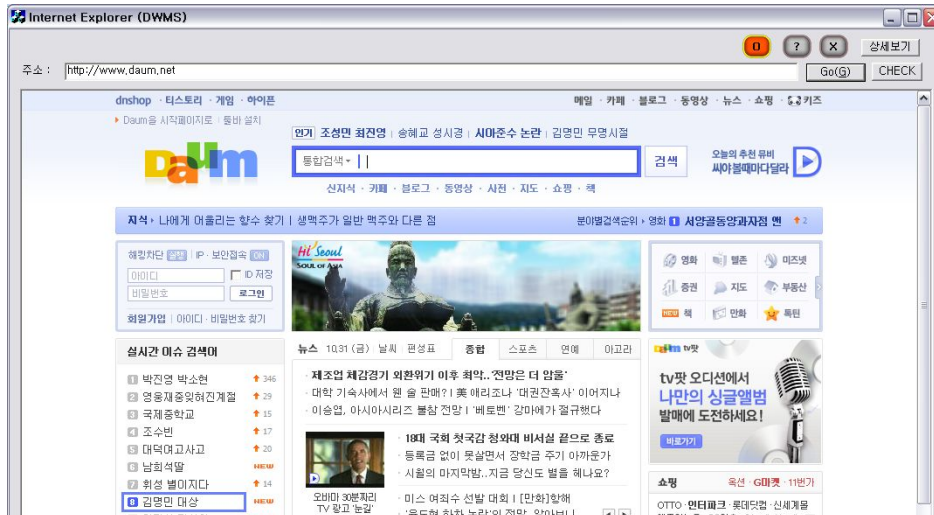 Internet Explorer (DWMS)
O ? X 상세보기
주소 : http://www.daum.net Go(G) CHECK
dnshop · 티스토리 · 게임 · 하이픈 메일 · 카페 · 블로그 · 동영상 · 뉴스 · 쇼핑 · 키즈
Daum을 시작페이지로 | 툴바 설치
인기 조성민 최진영 | 송혜교 성시경 | 시아준수 논란 | 김명민 무명시절
Daum
통합검색 검색
오늘의 추천 뮤비
씨야 볼때마다달라
신지식 · 카페 · 블로그 · 동영상 · 사전 · 지도 · 쇼핑 · 책
지식 나에게 어울리는 향수 찾기 | 생맥주가 일반 맥주와 다른 점 분야별검색순위 영화 1 서양골동양과자점 앤 2
해킹차단 실행 | IP · 보안접속 ON
아이디 ID 저장
비밀번호 로그인
회원가입 | 아이디 · 비밀번호 찾기
Hi Seoul
SOUL OF ASIA
영화 웹존 미즈넷
증권 지도 부동산
NEW 책 만화 톡틴
실시간 이슈 검색어
1 박진영 박소현 346
2 영웅재중잊혀진계절 29
3 국제중학교 15
4 조수빈 17
5 대덕여고사고 20
6 남희석딸 NEW
7 휘성 별이지다 14
8 김명민 대상 NEW
뉴스 10.31 (금) 날씨 · 편성표 종합 스포츠 연예 아고라
· 제조업 체감경기 외환위기 이후 최악..'전망은 더 암울'
· 대학 기숙사에서 웬 술 판매? | 美 애리조나 '대권잔혹사' 이어지나
· 이승엽, 아시아시리즈 불참 전망 | '베토벤' 강마에가 절규했다
· 18대 국회 첫국감 청와대 비서실 끝으로 종료
· 등록금 없이 못살면서 장학금 주기 아까운가
· 시월의 마지막밤..지금 당신도 별을 헤나요?
오바마 30분짜리
TV 광고 '눈길'
· 미스 여적수 선발 대회 | [만화]항해
Daum tv팟
tv팟 오디션에서
나만의 싱글앨범
발매에 도전하세요!
바로가기
쇼핑 옥션 · G마켓 · 11번가
OTTO · 인터파크 · 롯데닷컴 · 신세계몰